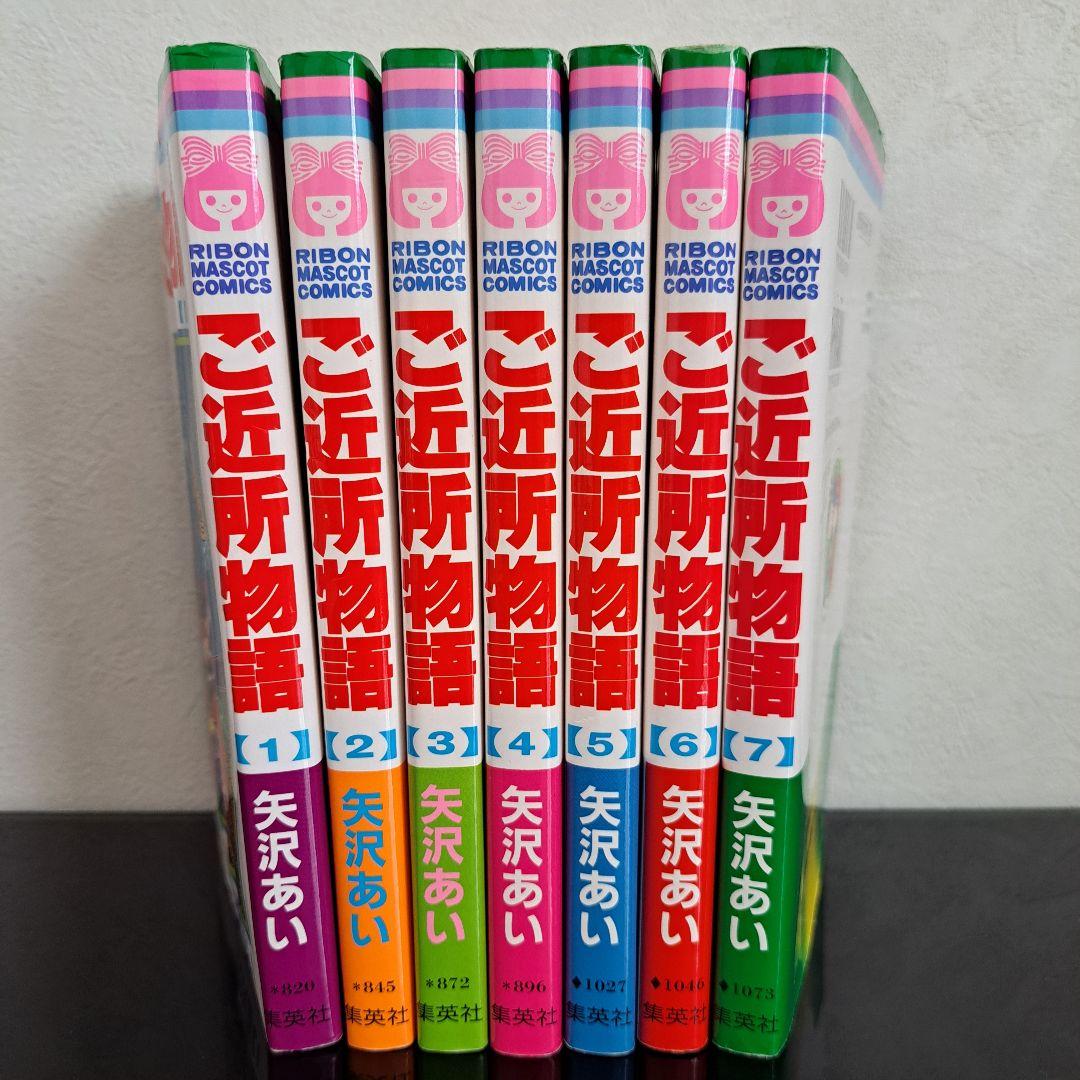 RIBON
MASCOT
COMICS
ご近所物語
【1】
矢沢あい
*820
集英社
RIBON
MASCOT
COMICS
ご近所物語
【2】
矢沢あい
*845
集英社
RIBON
MASCOT
COMICS
ご近所物語
【3】
矢沢あい
*872
集英社
RIBON
MASCOT
COMICS
ご近所物語
【4】
矢沢あい
*896
集英社
RIBON
MASCOT
COMICS
ご近所物語
【5】
矢沢あい
◆1027
集英社
RIBON
MASCOT
COMICS
ご近所物語
【6】
矢沢あい
◆1046
集英社
RIBON
MASCOT
COMICS
ご近所物語
【7】
矢沢あい
◆1073
集英社